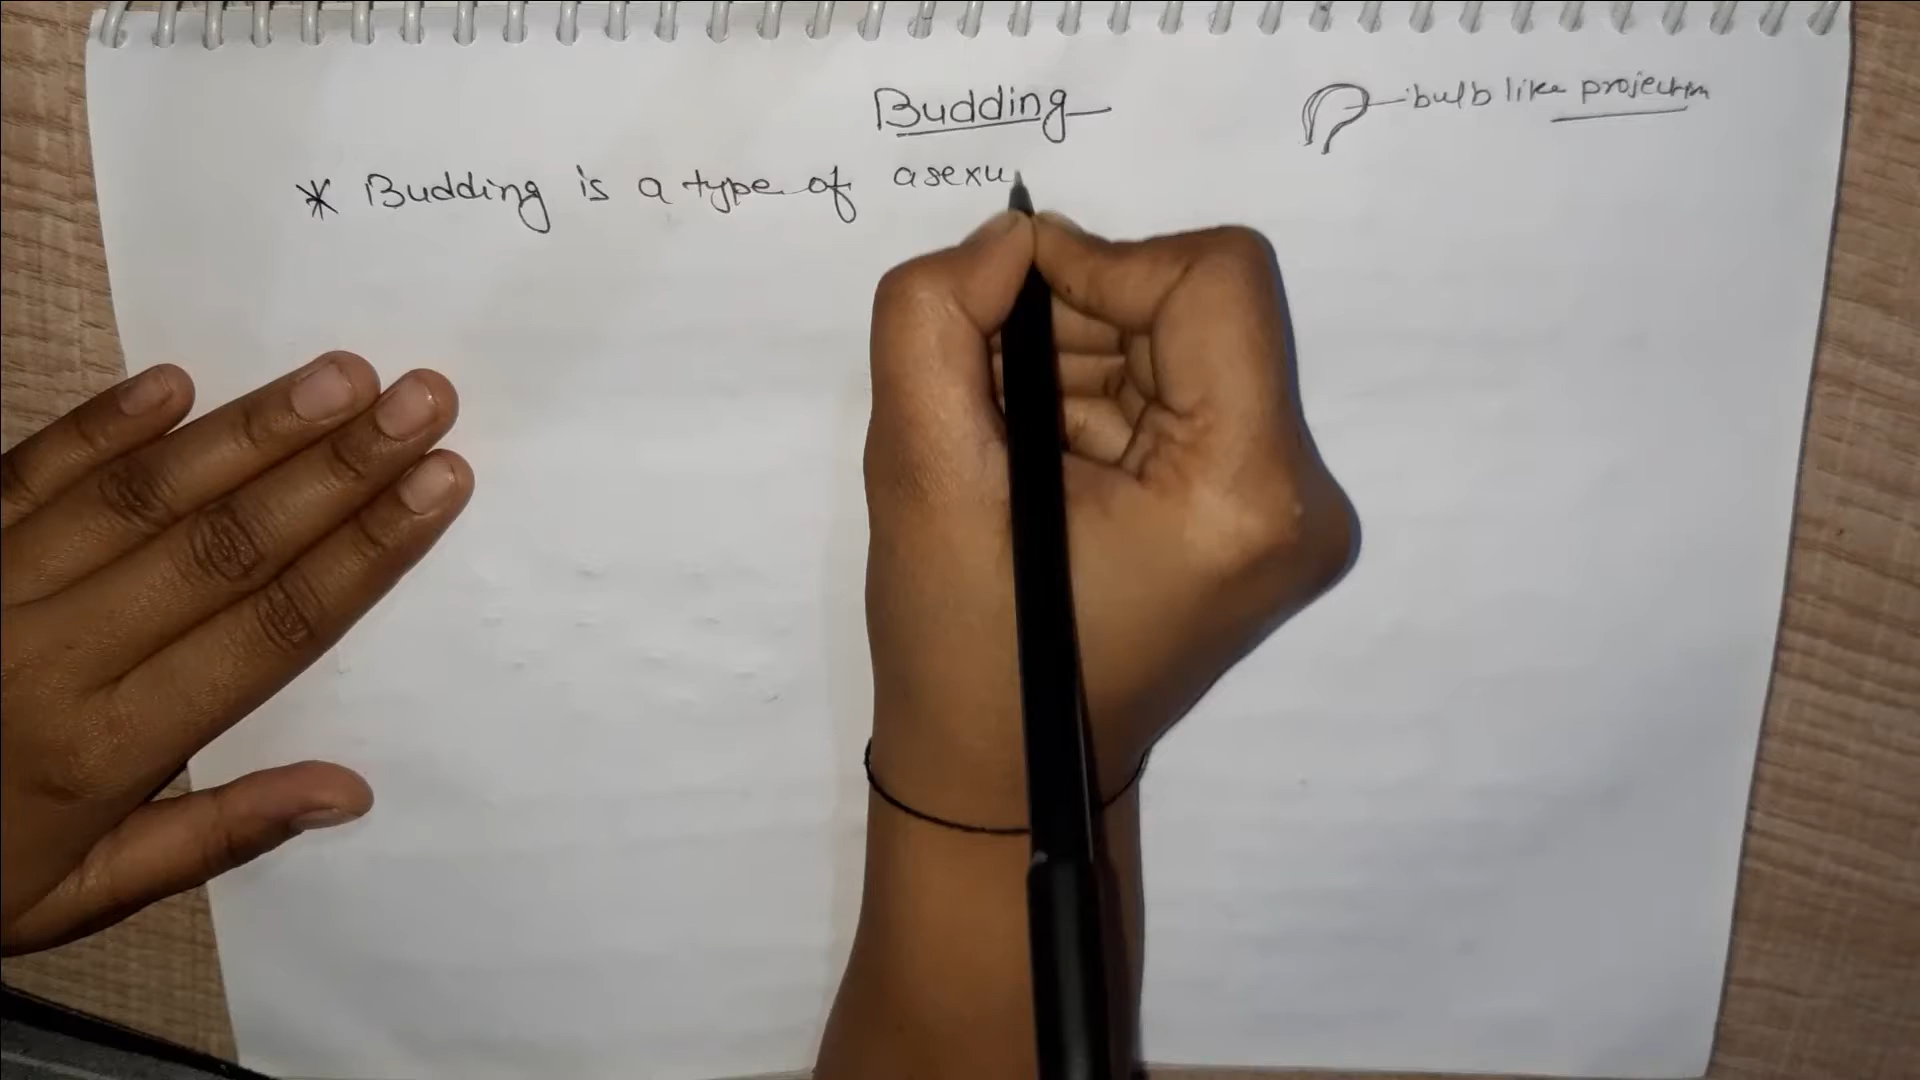 Budding
bulb like projection
* Budding is a type of asexu